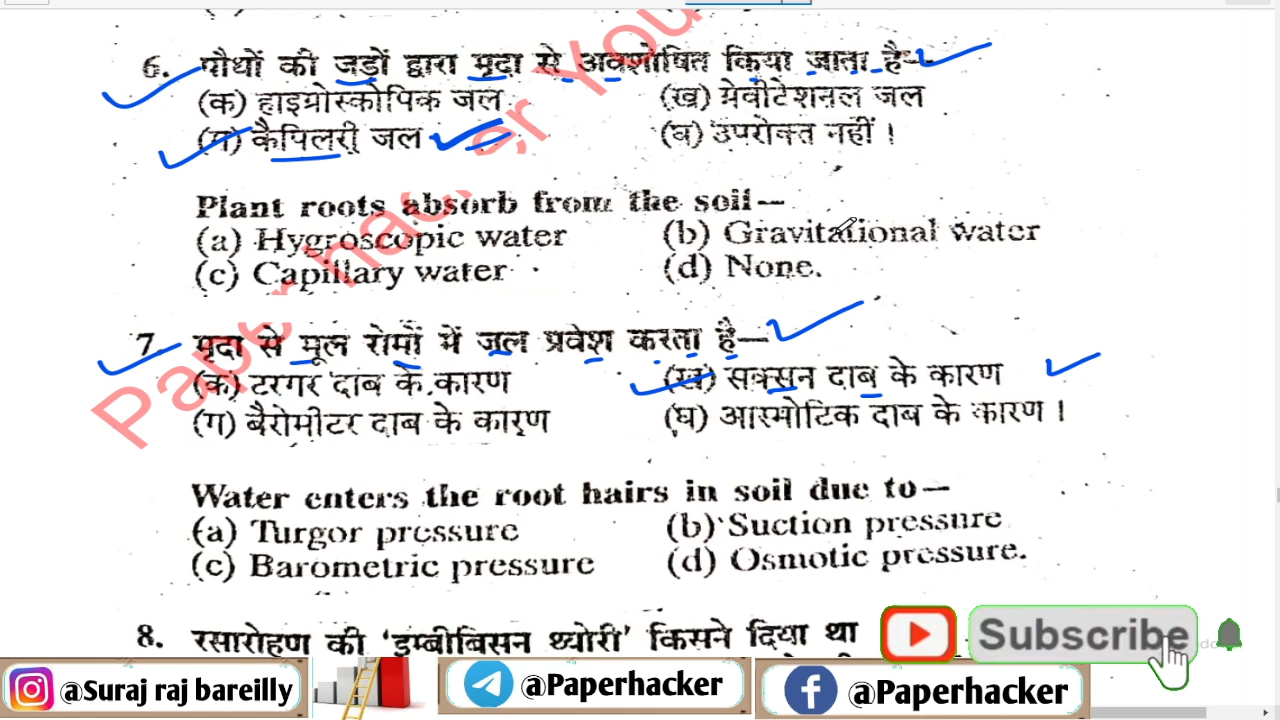 6. पौधों की जड़ों द्वारा मृदा से अवशोषित किया जाता है—
(क) हाइग्रोस्कोपिक जल (ख) ग्रेवीटेशनल जल
(ग) कैपिलरी जल (घ) उपरोक्त नहीं।
Plant roots absorb from the soil—
(a) Hygroscopic water (b) Gravitational water
(c) Capillary water (d) None.
7. मृदा से मूल रोमों में जल प्रवेश करता है—
(क) टरगर दाब के कारण (ख) सक्सन दाब के कारण
(ग) बैरोमीटर दाब के कारण (घ) आस्मोटिक दाब के कारण।
Water enters the root hairs in soil due to—
(a) Turgor pressure (b) Suction pressure
(c) Barometric pressure (d) Osmotic pressure.
8. रसारोहण की 'इम्बीबिसन थ्योरी' किसने दिया था
Subscribe
@Suraj raj bareilly @Paperhacker @Paperhacker